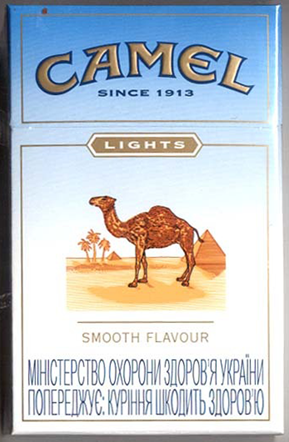 CAMEL
SINCE 1913
LIGHTS
SMOOTH FLAVOUR
МІНІСТЕРСТВО ОХОРОНИ ЗДОРОВ'Я УКРАЇНИ
ПОПЕРЕДЖУЄ: КУРІННЯ ШКОДИТЬ ЗДОРОВ'Ю